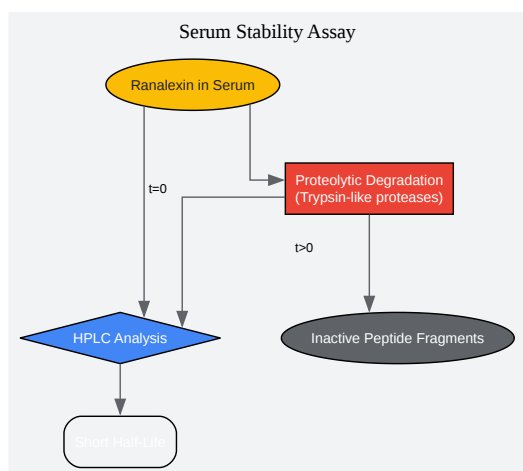 Serum Stability Assay
Ranalexin in Serum
t=0
Proteolytic Degradation
(Trypsin-like proteases)
t>0
HPLC Analysis
Inactive Peptide Fragments
Short Half-Life